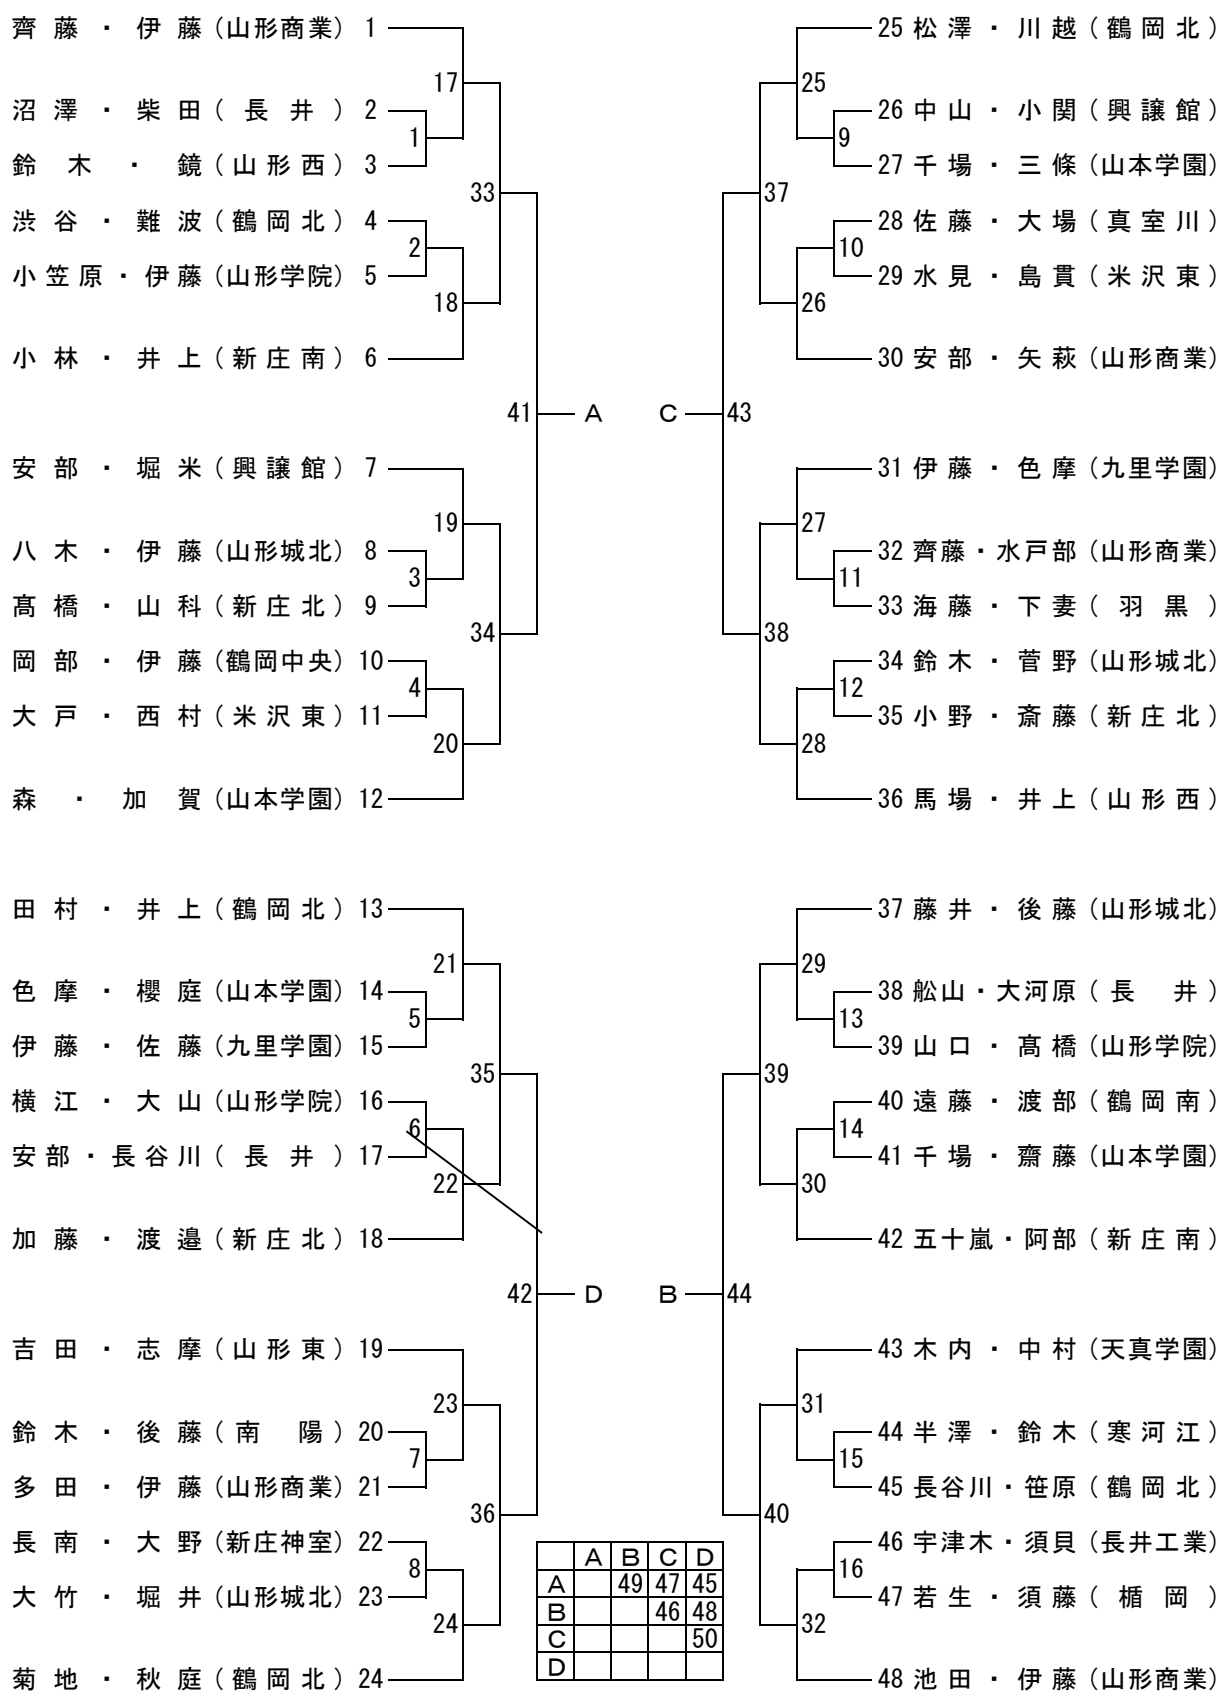 齊藤・伊藤(山形商業) 1
17
沼澤・柴田(長井) 2
1
鈴木・鏡(山形西) 3
33
渋谷・難波(鶴岡北) 4
2
小笠原・伊藤(山形学院) 5
18
小林・井上(新庄南) 6
41 A
安部・堀米(興譲館) 7
19
八木・伊藤(山形城北) 8
3
髙橋・山科(新庄北) 9
34
岡部・伊藤(鶴岡中央) 10
4
大戸・西村(米沢東) 11
20
森・加賀(山本学園) 12
田村・井上(鶴岡北) 13
21
色摩・櫻庭(山本学園) 14
5
伊藤・佐藤(九里学園) 15
35
横江・大山(山形学院) 16
6
安部・長谷川(長井) 17
22
加藤・渡邉(新庄北) 18
42 D
吉田・志摩(山形東) 19
23
鈴木・後藤(南陽) 20
7
多田・伊藤(山形商業) 21
36
長南・大野(新庄神室) 22
8
大竹・堀井(山形城北) 23
24
菊地・秋庭(鶴岡北) 24
25 松澤・川越(鶴岡北)
25
26 中山・小関(興譲館)
9
27 千場・三條(山本学園)
37
28 佐藤・大場(真室川)
10
29 水見・島貫(米沢東)
26
30 安部・矢萩(山形商業)
C 43
31 伊藤・色摩(九里学園)
27
32 齊藤・水戸部(山形商業)
11
33 海藤・下妻(羽黒)
38
34 鈴木・菅野(山形城北)
12
35 小野・斎藤(新庄北)
28
36 馬場・井上(山形西)
37 藤井・後藤(山形城北)
29
38 舩山・大河原(長井)
13
39 山口・髙橋(山形学院)
39
40 遠藤・渡部(鶴岡南)
14
41 千場・齋藤(山本学園)
30
42 五十嵐・阿部(新庄南)
B 44
43 木内・中村(天真学園)
31
44 半澤・鈴木(寒河江)
15
45 長谷川・笹原(鶴岡北)
40
46 宇津木・須貝(長井工業)
16
47 若生・須藤(楯岡)
32
48 池田・伊藤(山形商業)
A B C D
A 49 47 45
B 46 48
C 50
D